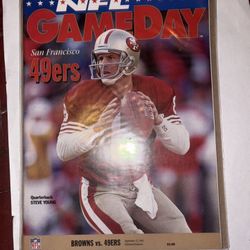 NFL
GAMEDAY
San Francisco
49ers
Quarterback
STEVE YOUNG
BROWNS vs. 49ERS